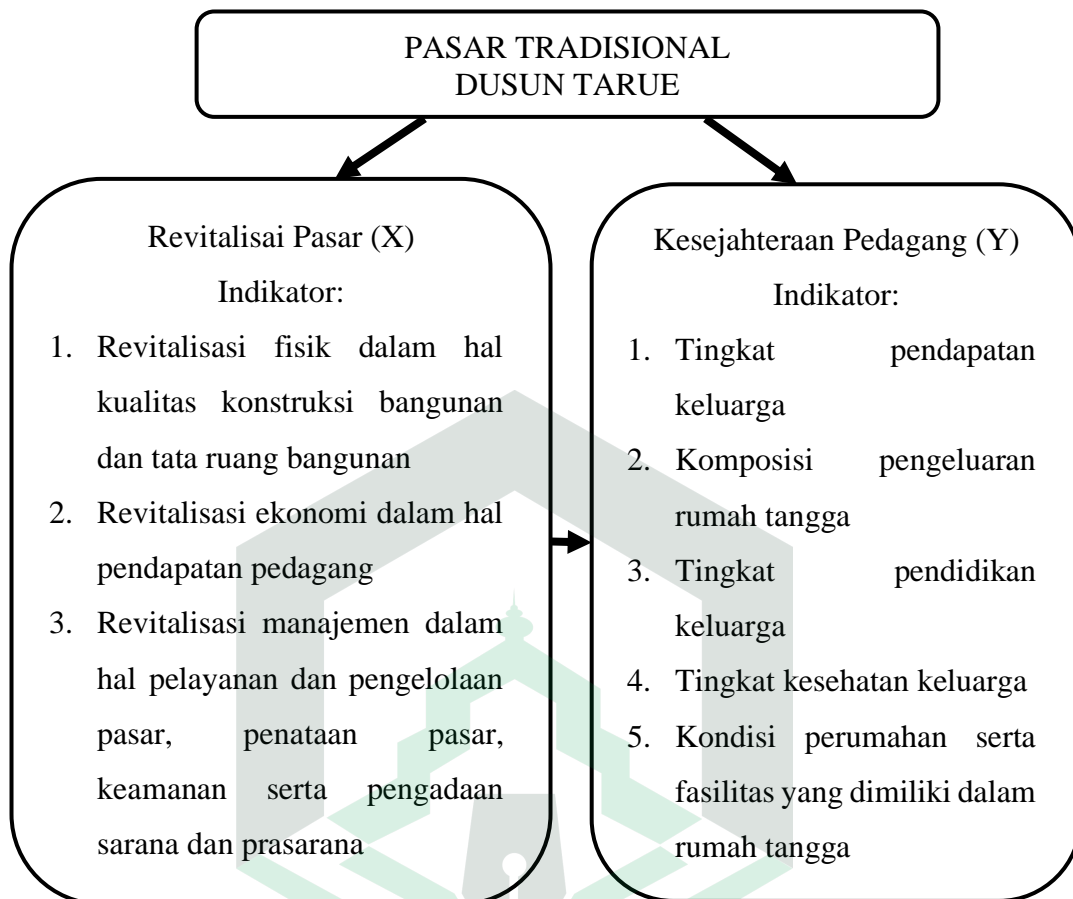 PASAR TRADISIONAL
DUSUN TARUE
Revitalisai Pasar (X)
Indikator:
1. Revitalisasi fisik dalam hal
kualitas konstruksi bangunan
dan tata ruang bangunan
2. Revitalisasi ekonomi dalam hal
pendapatan pedagang
3. Revitalisasi manajemen dalam
hal pelayanan dan pengelolaan
pasar, penataan pasar,
keamanan serta pengadaan
sarana dan prasarana
Kesejahteraan Pedagang (Y)
Indikator:
1. Tingkat pendapatan
keluarga
2. Komposisi pengeluaran
rumah tangga
3. Tingkat pendidikan
keluarga
4. Tingkat kesehatan keluarga
5. Kondisi perumahan serta
fasilitas yang dimiliki dalam
rumah tangga